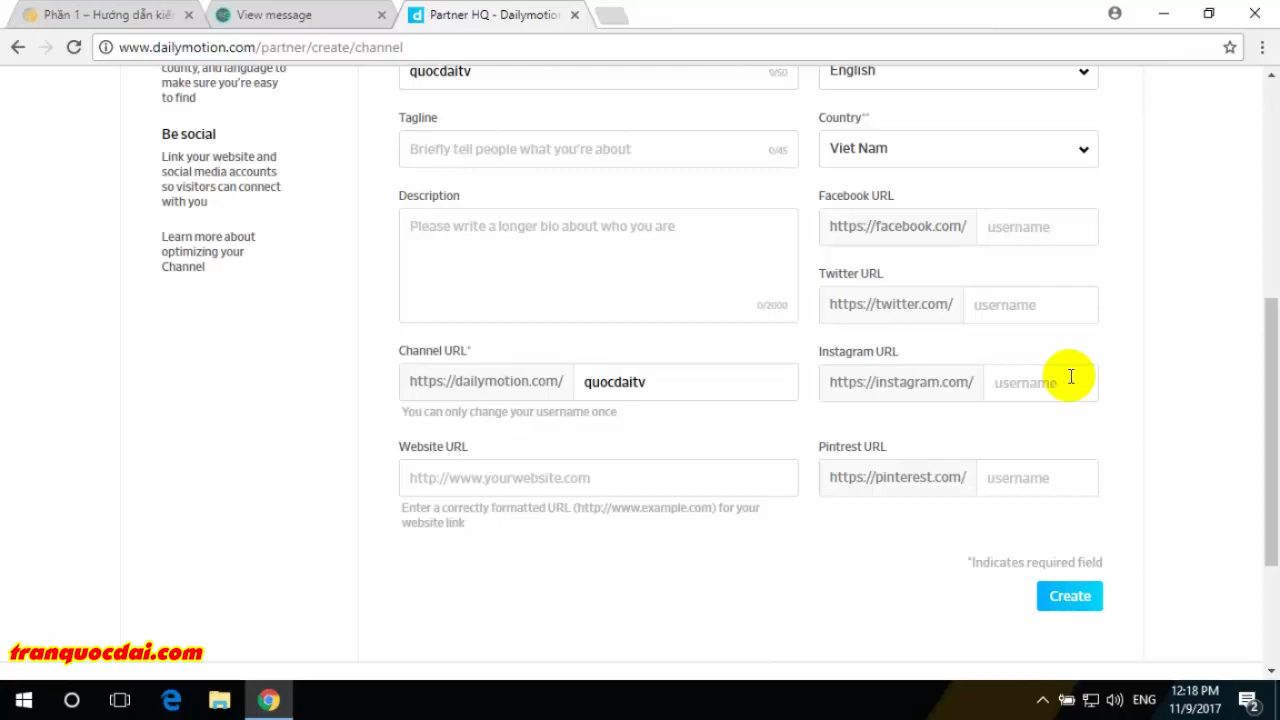 Phần 1 – Hướng dẫn kiế
View message
Partner HQ - Dailymotion
www.dailymotion.com/partner/create/channel
county, and language to
make sure you're easy
to find
Be social
Link your website and
social media accounts
so visitors can connect
with you
Learn more about
optimizing your
Channel
quocdaitv
9/50
English
Tagline
Briefly tell people what you're about
0/45
Country**
Viet Nam
Description
Please write a longer bio about who you are
0/2000
Facebook URL
https://facebook.com/ username
Twitter URL
https://twitter.com/ username
Channel URL*
https://dailymotion.com/ quocdaitv
You can only change your username once
Instagram URL
https://instagram.com/ username
Website URL
http://www.yourwebsite.com
Enter a correctly formatted URL (http://www.example.com) for your
website link
Pintrest URL
https://pinterest.com/ username
*Indicates required field
Create
tranquocdai.com
ENG
12:18 PM
11/9/2017
2